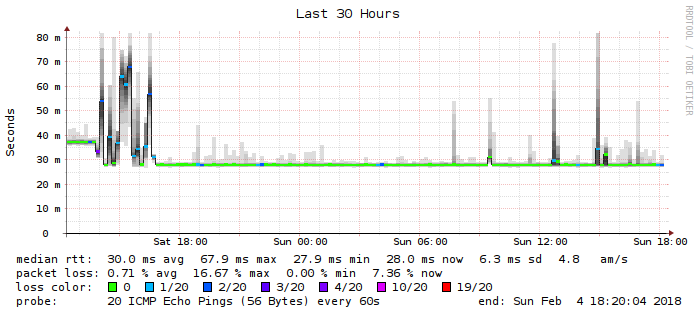 Last 30 Hours
RRDTOOL / TOBI OETIKER
Seconds
80 m
70 m
60 m
50 m
40 m
30 m
20 m
10 m
0
Sat 18:00 Sun 00:00 Sun 06:00 Sun 12:00 Sun 18:00
median rtt: 30.0 ms avg 67.9 ms max 27.9 ms min 28.0 ms now 6.3 ms sd 4.8 am/s
packet loss: 0.71 % avg 16.67 % max 0.00 % min 7.36 % now
loss color: 0 1/20 2/20 3/20 4/20 10/20 19/20
probe: 20 ICMP Echo Pings (56 Bytes) every 60s end: Sun Feb 4 18:20:04 2018